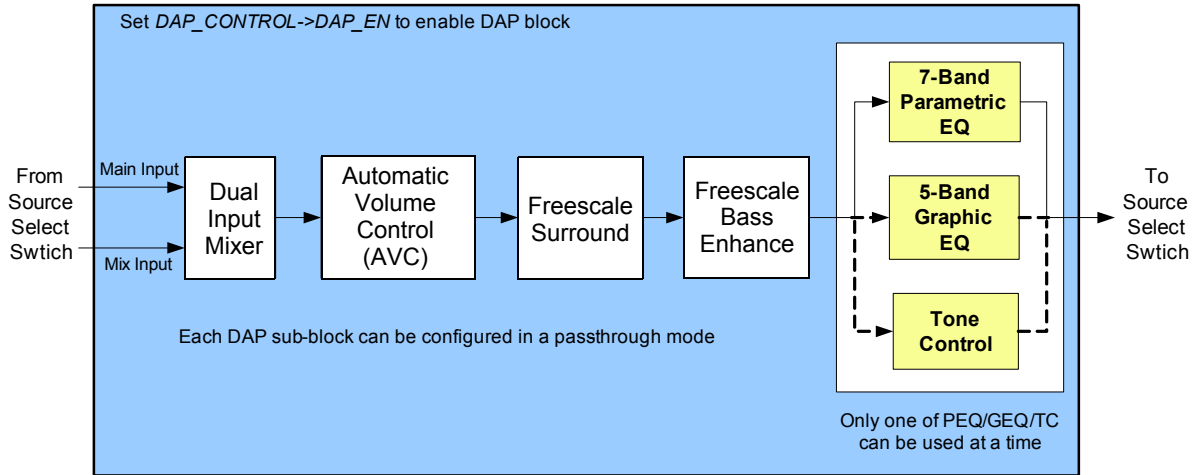 Set DAP_CONTROL->DAP_EN to enable DAP block
From
Source
Select
Swtich
Main Input
Mix Input
Dual
Input
Mixer
Automatic
Volume
Control
(AVC)
Freescale
Surround
Freescale
Bass
Enhance
7-Band
Parametric
EQ
5-Band
Graphic
EQ
Tone
Control
To
Source
Select
Swtich
Each DAP sub-block can be configured in a passthrough mode
Only one of PEQ/GEQ/TC
can be used at a time